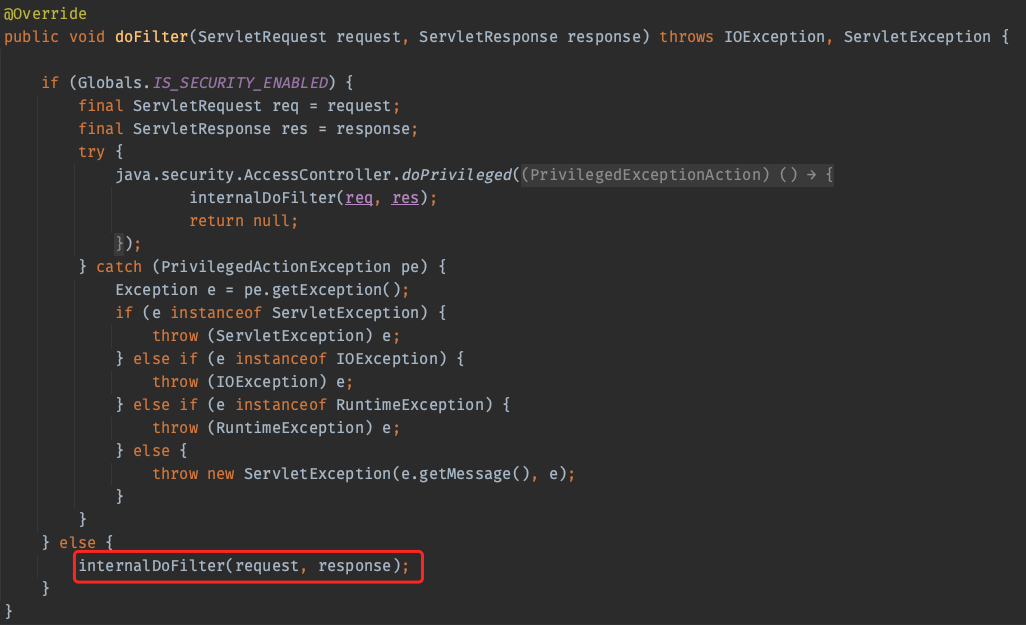 @Override
public void doFilter(ServletRequest request, ServletResponse response) throws IOException, ServletException {
if (Globals.IS_SECURITY_ENABLED) {
final ServletRequest req = request;
final ServletResponse res = response;
try {
java.security.AccessController.doPrivileged((PrivilegedExceptionAction) () → {
internalDoFilter(req, res);
return null;
});
} catch (PrivilegedActionException pe) {
Exception e = pe.getException();
if (e instanceof ServletException) {
throw (ServletException) e;
} else if (e instanceof IOException) {
throw (IOException) e;
} else if (e instanceof RuntimeException) {
throw (RuntimeException) e;
} else {
throw new ServletException(e.getMessage(), e);
}
}
} else {
internalDoFilter(request, response);
}
}